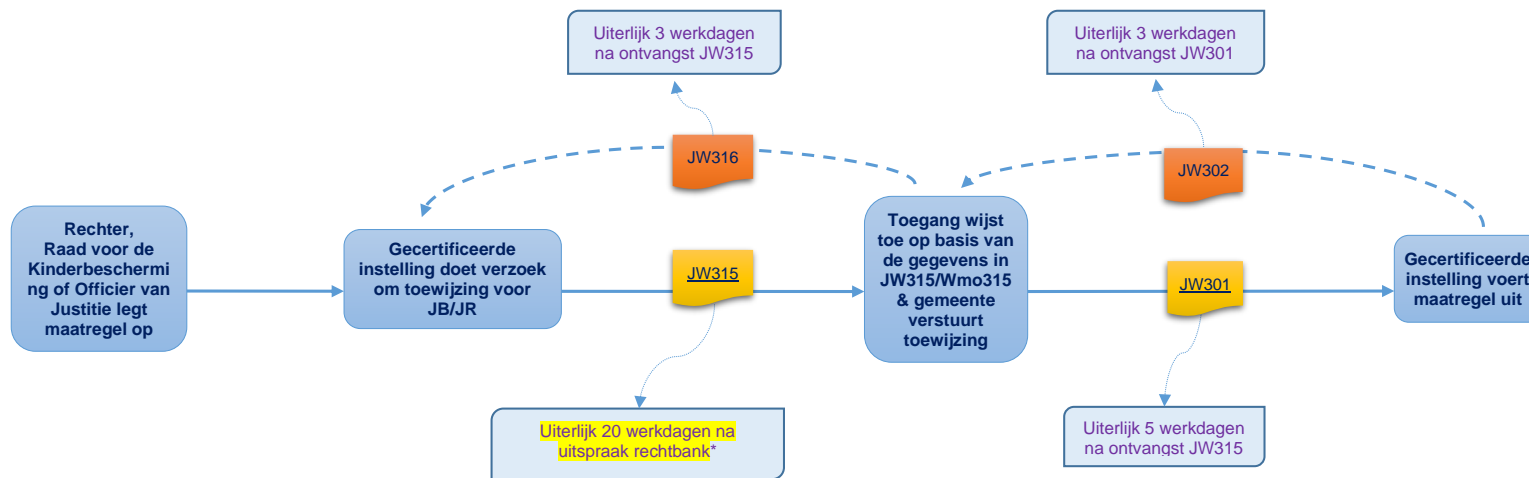 Uiterlijk 3 werkdagen
na ontvangst JW315
Uiterlijk 3 werkdagen
na ontvangst JW301
JW316
JW302
Rechter,
Raad voor de
Kinderbeschermi
ng of Officier van
Justitie legt
maatregel op
Gecertificeerde
instelling doet verzoek
om toewijzing voor
JB/JR
JW315
Toegang wijst
toe op basis van
de gegevens in
JW315/Wmo315
& gemeente
verstuurt
toewijzing
JW301
Gecertificeerde
instelling voert
maatregel uit
Uiterlijk 20 werkdagen na
uitspraak rechtbank*
Uiterlijk 5 werkdagen
na ontvangst JW315